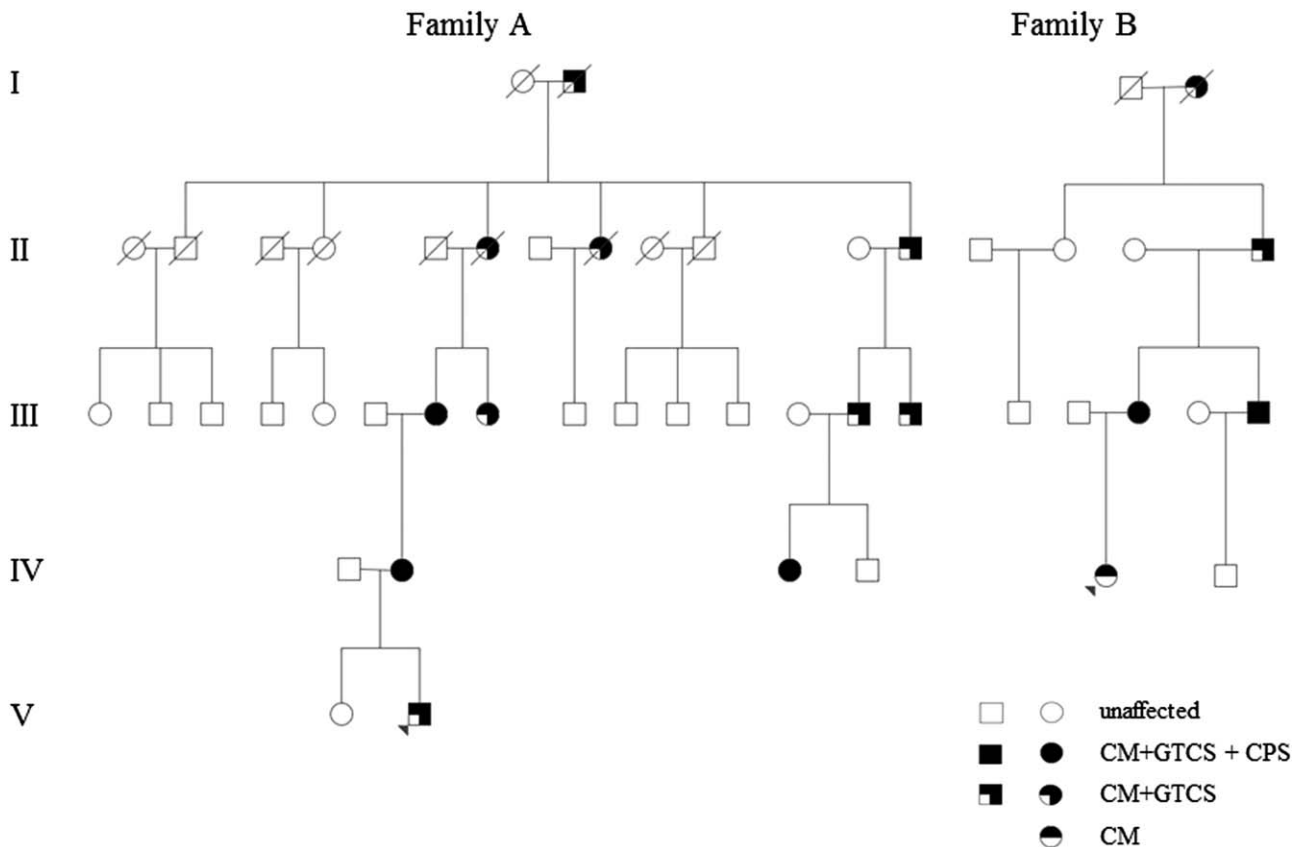 Family A
Family B
I
II
III
IV
V
unaffected
CM+GTCS + CPS
CM+GTCS
CM